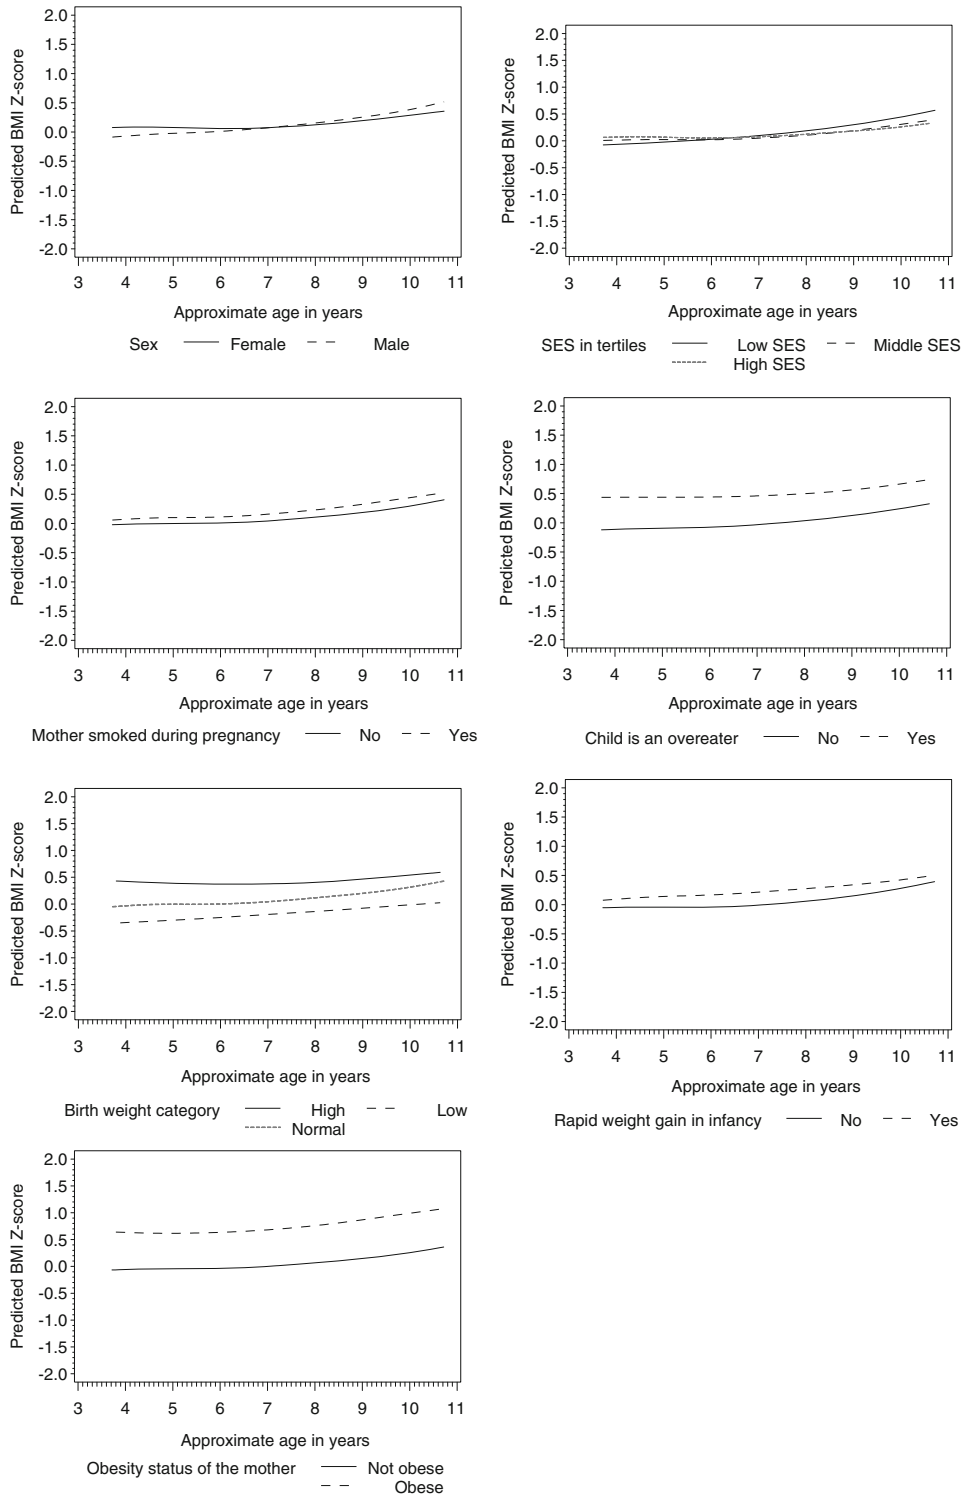 Predicted BMI Z-score
2.0
1.5
1.0
0.5
0.0
-0.5
-1.0
-1.5
-2.0
3 4 5 6 7 8 9 10 11
Approximate age in years
Sex Female Male
Predicted BMI Z-score
2.0
1.5
1.0
0.5
0.0
-0.5
-1.0
-1.5
-2.0
3 4 5 6 7 8 9 10 11
Approximate age in years
SES in tertiles Low SES Middle SES
High SES
Predicted BMI Z-score
2.0
1.5
1.0
0.5
0.0
-0.5
-1.0
-1.5
-2.0
3 4 5 6 7 8 9 10 11
Approximate age in years
Mother smoked during pregnancy No Yes
Predicted BMI Z-score
2.0
1.5
1.0
0.5
0.0
-0.5
-1.0
-1.5
-2.0
3 4 5 6 7 8 9 10 11
Approximate age in years
Child is an overeater No Yes
Predicted BMI Z-score
2.0
1.5
1.0
0.5
0.0
-0.5
-1.0
-1.5
-2.0
3 4 5 6 7 8 9 10 11
Approximate age in years
Birth weight category High Low
Normal
Predicted BMI Z-score
2.0
1.5
1.0
0.5
0.0
-0.5
-1.0
-1.5
-2.0
3 4 5 6 7 8 9 10 11
Approximate age in years
Rapid weight gain in infancy No Yes
Predicted BMI Z-score
2.0
1.5
1.0
0.5
0.0
-0.5
-1.0
-1.5
-2.0
3 4 5 6 7 8 9 10 11
Approximate age in years
Obesity status of the mother Not obese
Obese